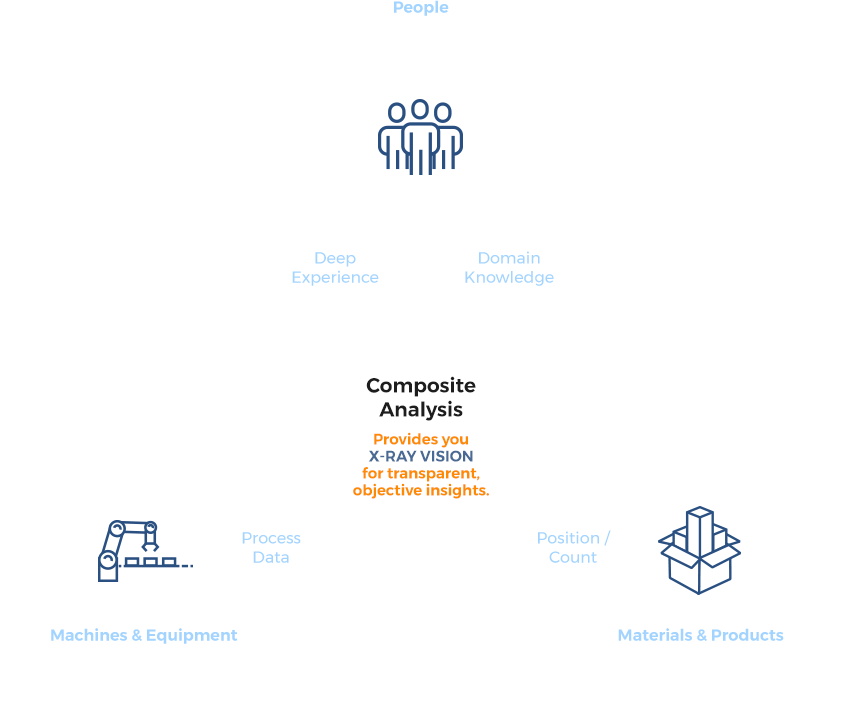 People
Deep
Experience
Domain
Knowledge
Composite
Analysis
Provides you
X-RAY VISION
for transparent,
objective insights.
Process
Data
Position /
Count
Machines & Equipment
Materials & Products